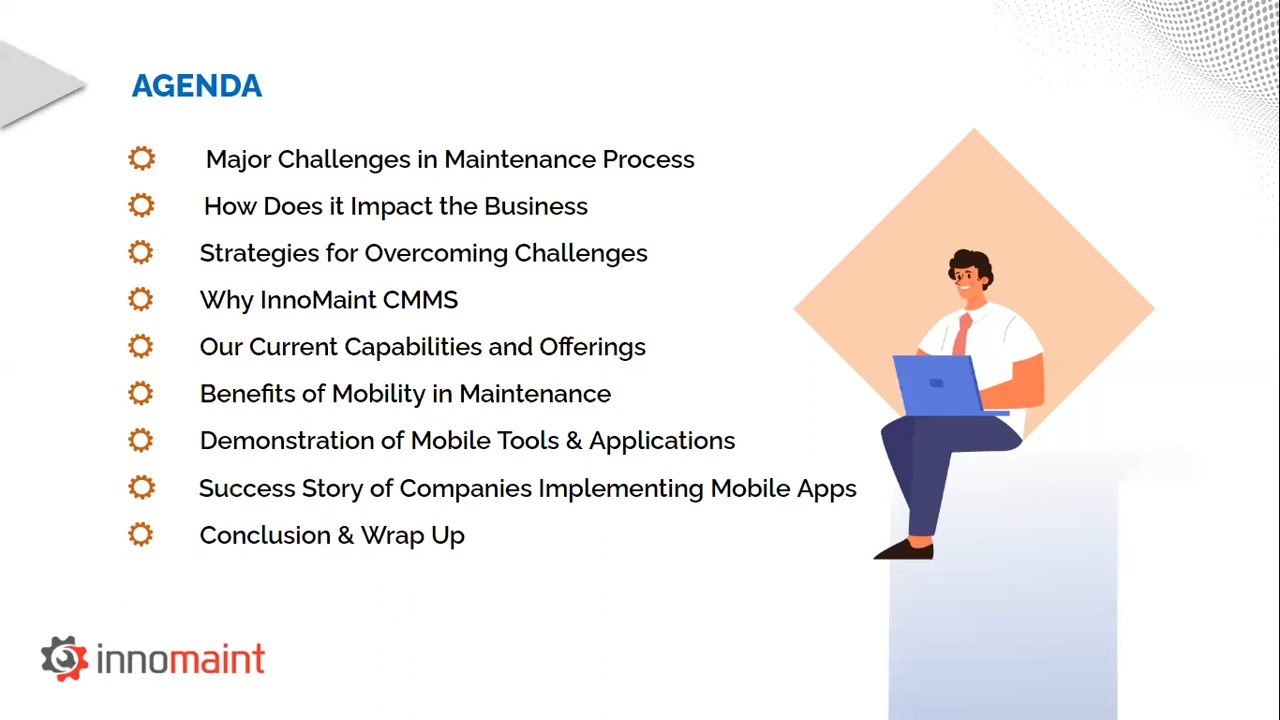 AGENDA
Major Challenges in Maintenance Process
How Does it Impact the Business
Strategies for Overcoming Challenges
Why InnoMaint CMMS
Our Current Capabilities and Offerings
Benefits of Mobility in Maintenance
Demonstration of Mobile Tools & Applications
Success Story of Companies Implementing Mobile Apps
Conclusion & Wrap Up
innomaint